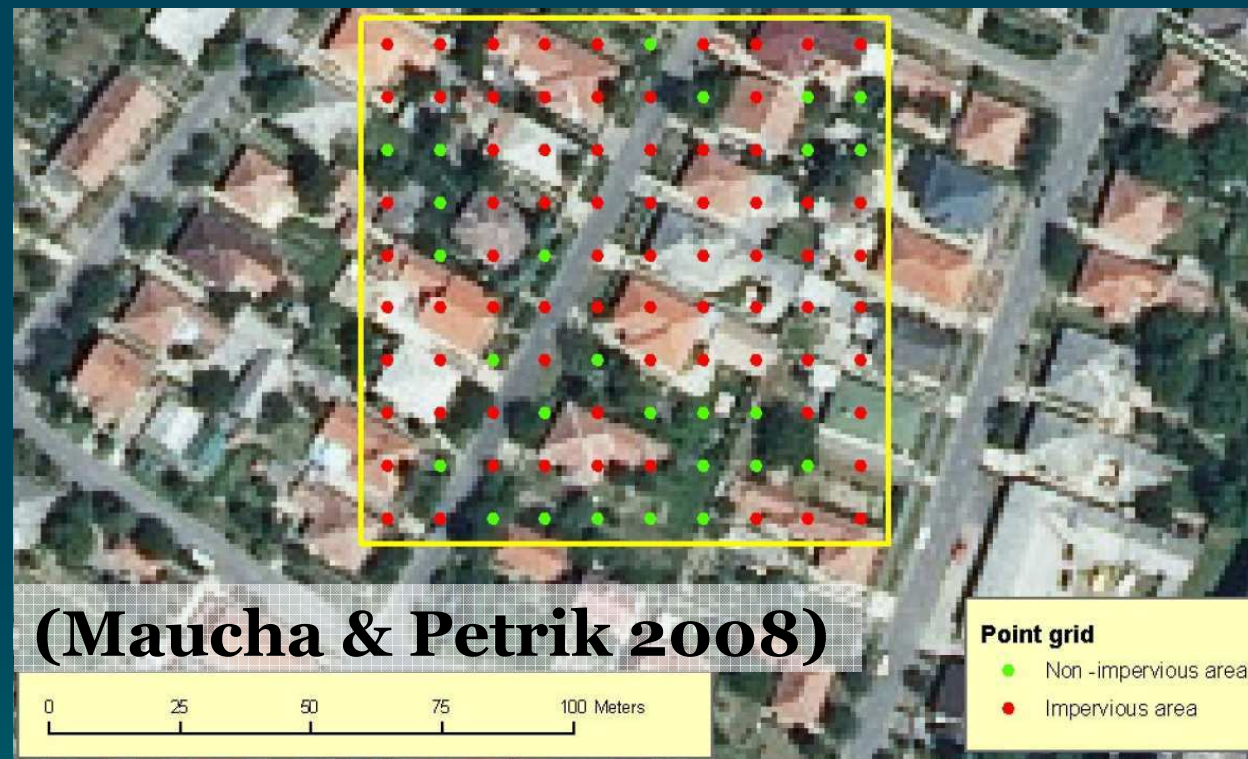 (Maucha & Petrik 2008)
0 25 50 75 100 Meters
Point grid
Non -impervious area
Impervious area